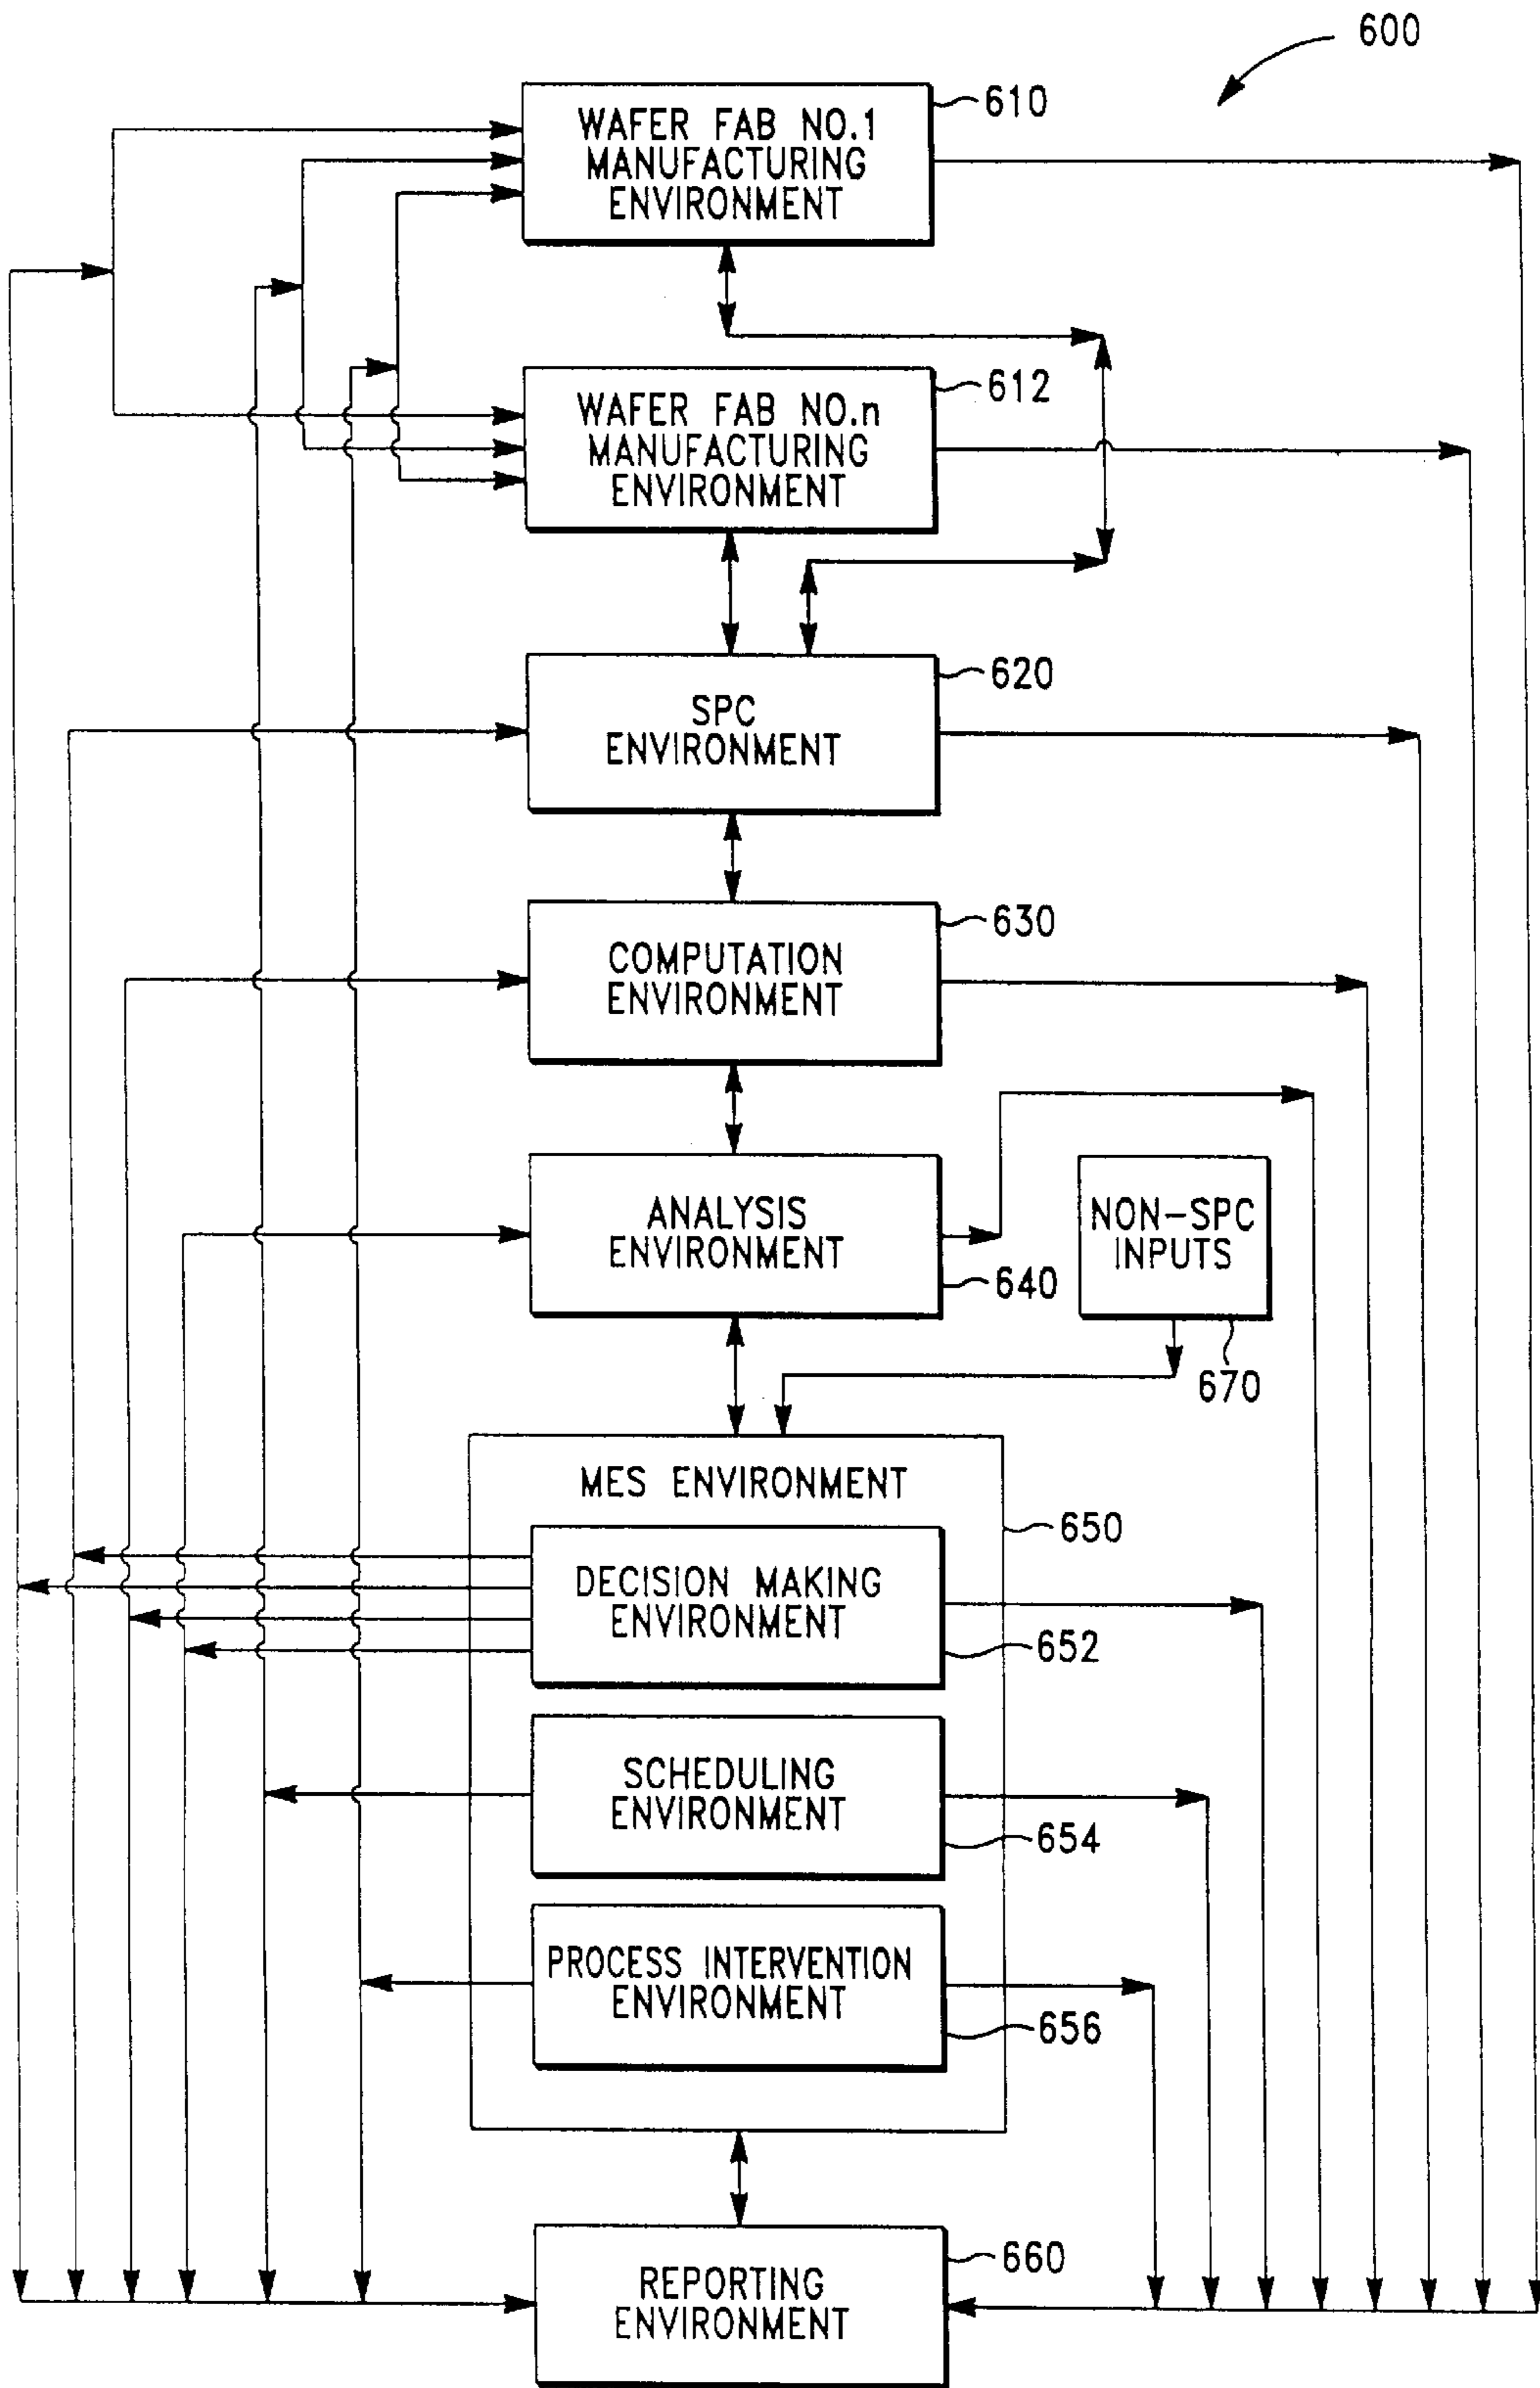 600
WAFER FAB NO.1
MANUFACTURING
ENVIRONMENT
610
WAFER FAB NO.n
MANUFACTURING
ENVIRONMENT
612
SPC
ENVIRONMENT
620
COMPUTATION
ENVIRONMENT
630
ANALYSIS
ENVIRONMENT
640
NON-SPC
INPUTS
670
MES ENVIRONMENT
650
DECISION MAKING
ENVIRONMENT
652
SCHEDULING
ENVIRONMENT
654
PROCESS INTERVENTION
ENVIRONMENT
656
REPORTING
ENVIRONMENT
660